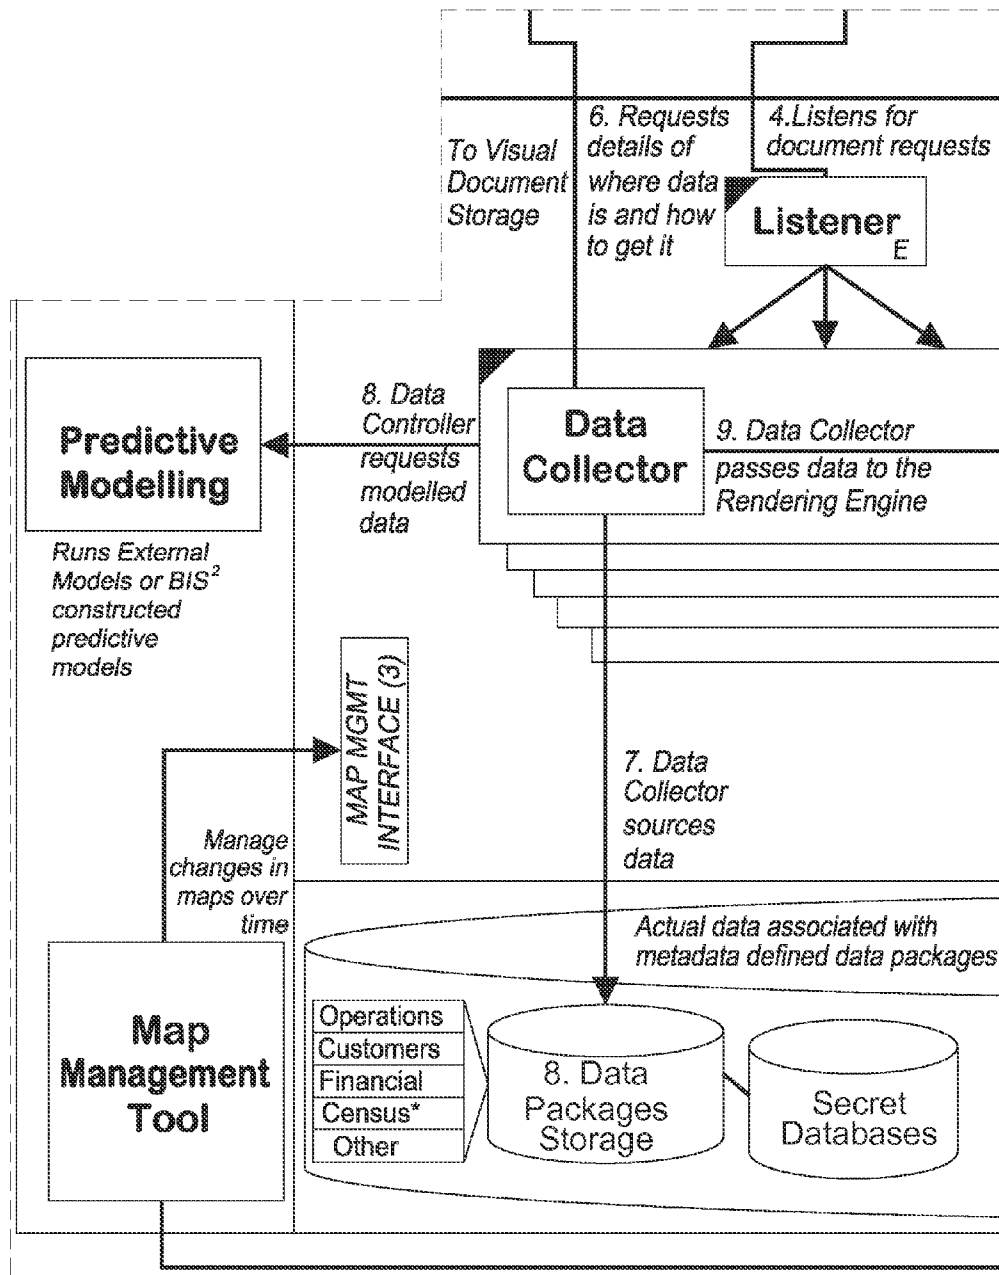 To Visual
Document
Storage
6. Requests
details of
where data
is and how
to get it
4.Listens for
document requests
Listener
E
Predictive
Modelling
8. Data
Controller
requests
modelled
data
Data
Collector
9. Data Collector
passes data to the
Rendering Engine
Runs External
Models or BIS²
constructed
predictive
models
MAP MGMT
INTERFACE (3)
7. Data
Collector
sources
data
Manage
changes in
maps over
time
Map
Management
Tool
Actual data associated with
metadata defined data packages
Operations
Customers
Financial
Census*
Other
8. Data
Packages
Storage
Secret
Databases